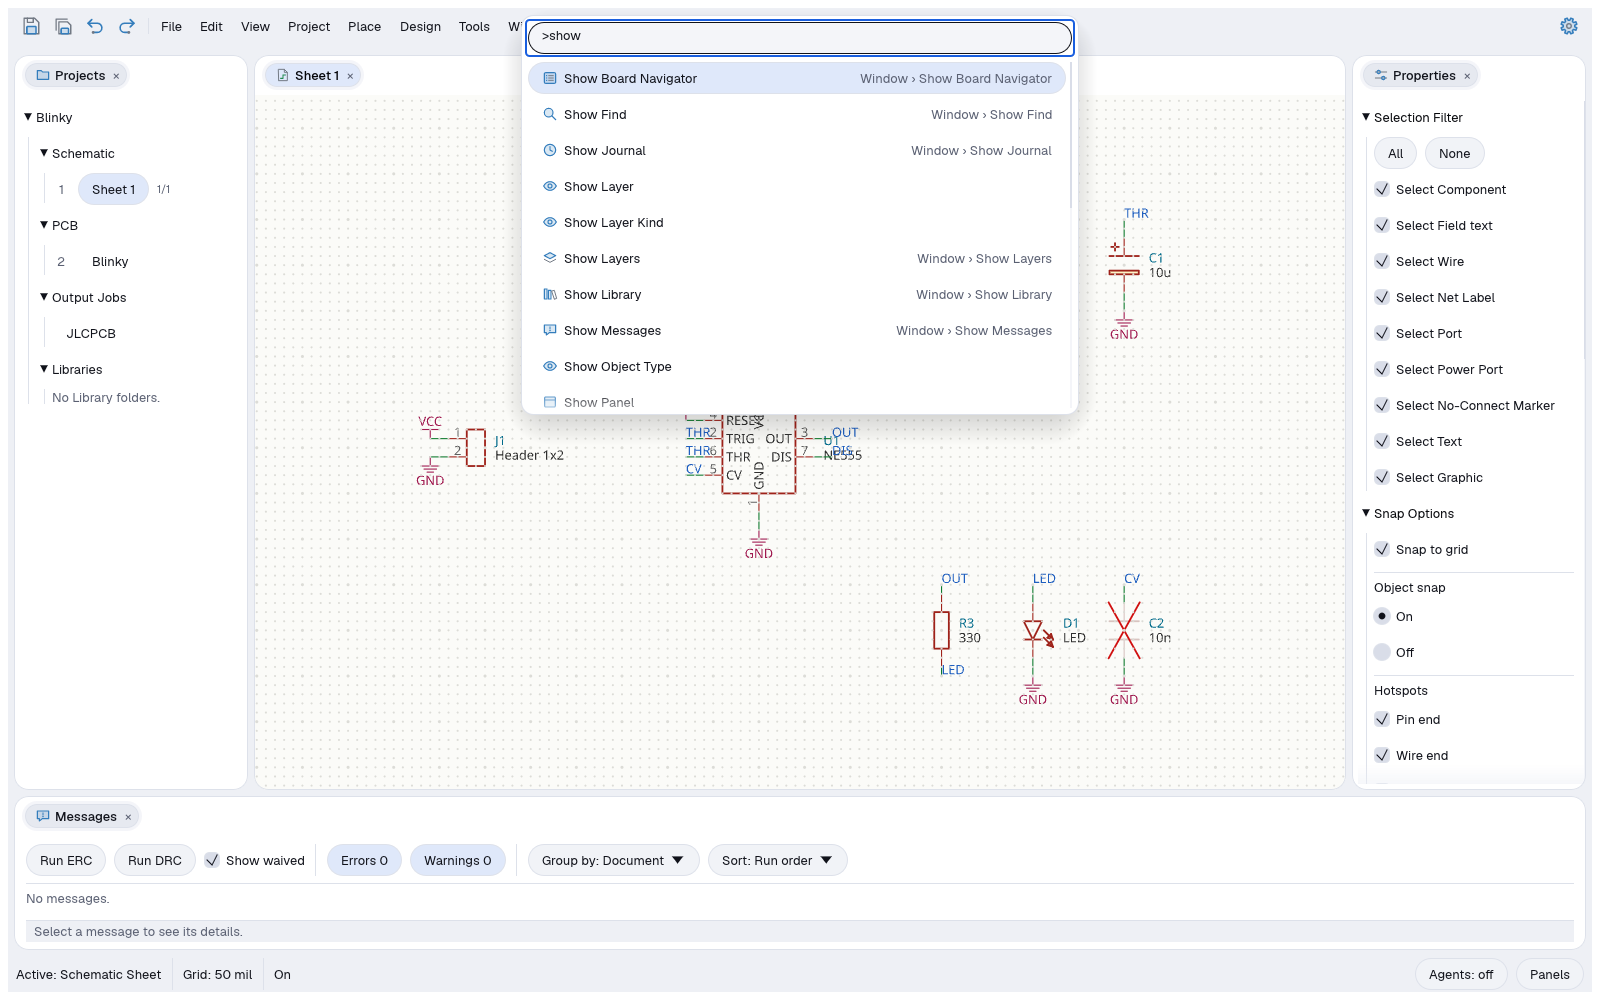 File Edit View Project Place Design Tools
>show
Projects ×
Sheet 1 ×
Properties ×
Show Board Navigator Window › Show Board Navigator
Show Find Window › Show Find
Show Journal Window › Show Journal
Show Layer
Show Layer Kind
Show Layers Window › Show Layers
Show Library Window › Show Library
Show Messages Window › Show Messages
Show Object Type
Show Panel
Blinky
Schematic
1 Sheet 1 1/1
PCB
2 Blinky
Output Jobs
JLCPCB
Libraries
No Library folders.
THR
C1
10u
GND
VCC
1
2
J1
Header 1x2
GND
RESET
THR 2 TRIG OUT 3 OUT
THR 6 THR DIS 7 DIS
CV 5 CV
U1
NE555
GND
1
GND
OUT
R3
330
LED
LED
D1
LED
GND
CV
C2
10n
GND
Selection Filter
All None
Select Component
Select Field text
Select Wire
Select Net Label
Select Port
Select Power Port
Select No-Connect Marker
Select Text
Select Graphic
Snap Options
Snap to grid
Object snap
On
Off
Hotspots
Pin end
Wire end
Messages ×
Run ERC Run DRC Show waived Errors 0 Warnings 0 Group by: Document Sort: Run order
No messages.
Select a message to see its details.
Active: Schematic Sheet Grid: 50 mil On Agents: off Panels